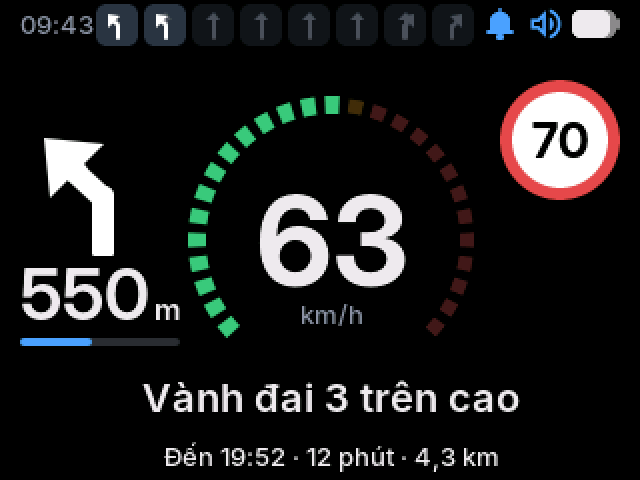 09:43
70
63
km/h
550 m
Vành đai 3 trên cao
Đến 19:52 · 12 phút · 4,3 km